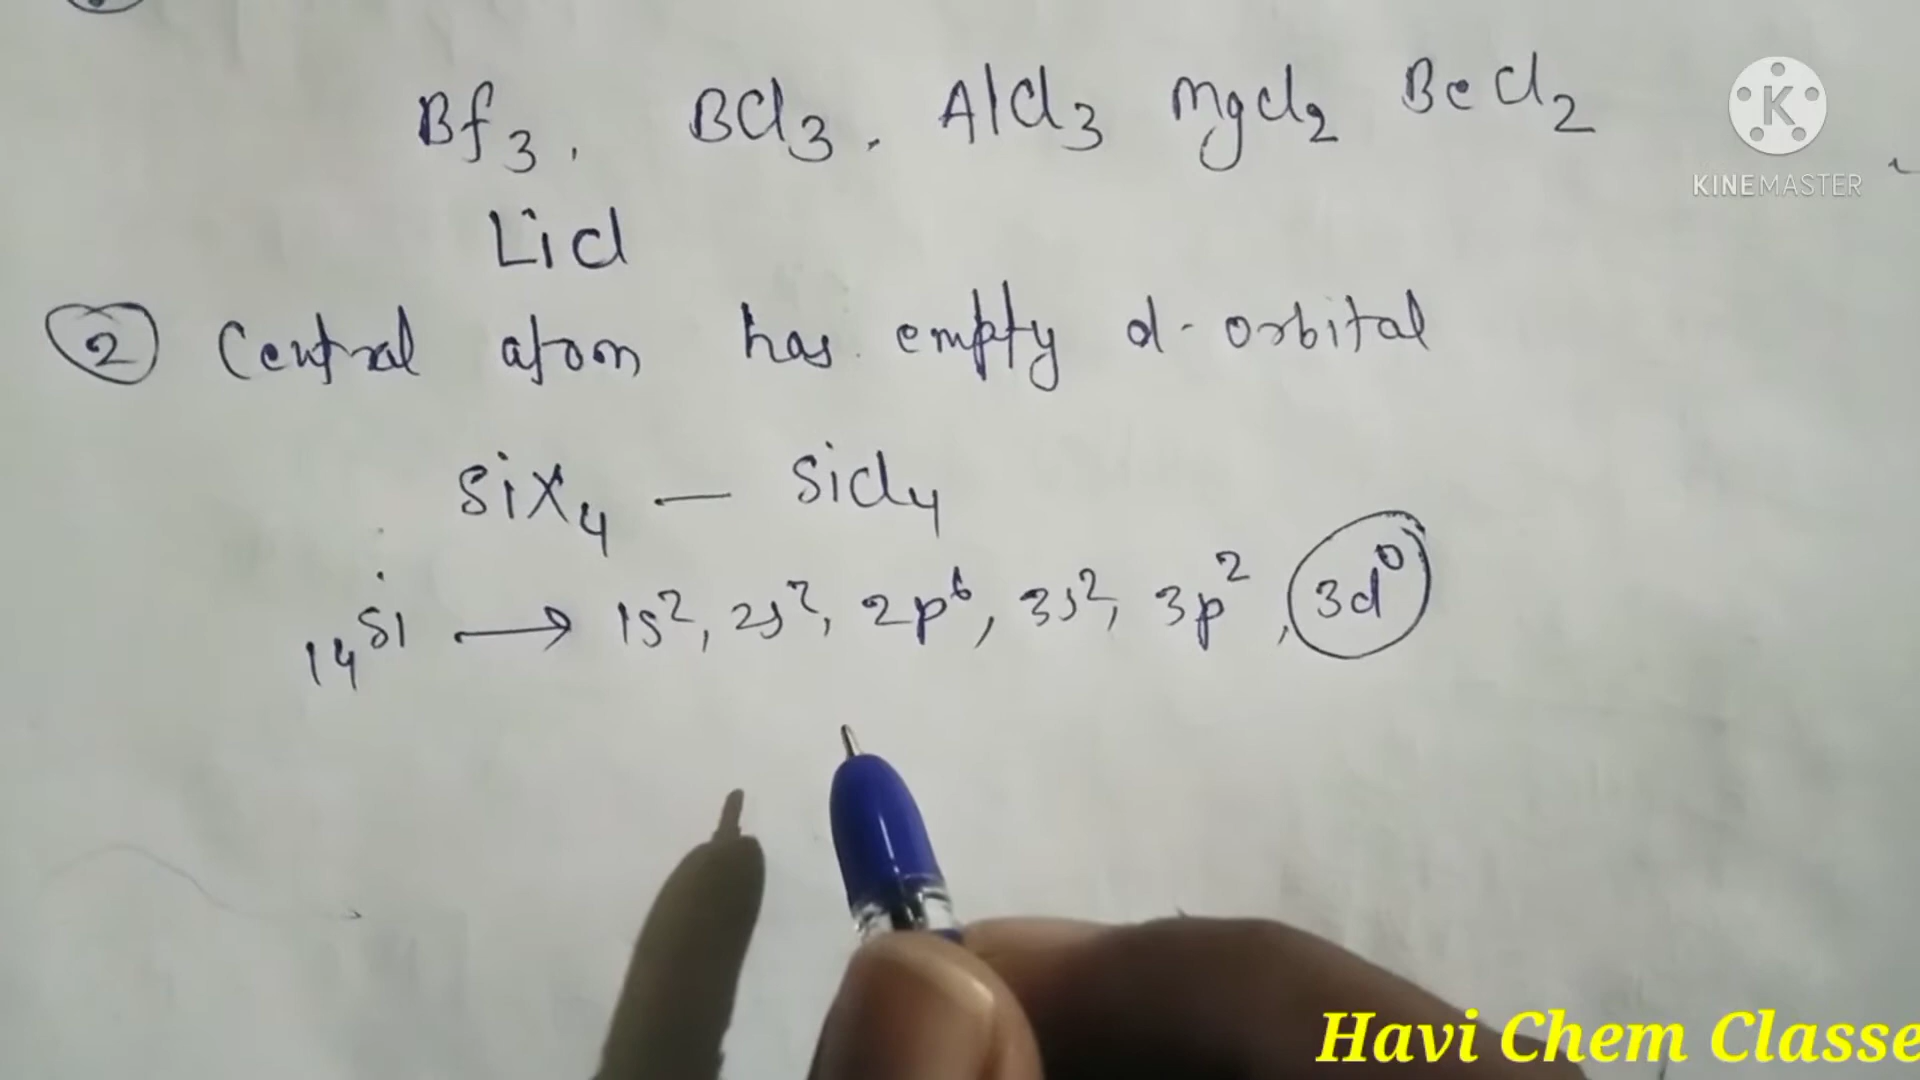 Bf3, BCl3, AlCl3 MgCl2 BeCl2
KINEMASTER
LiCl
2 Central atom has empty d-orbital
SiX4 — SiCl4
14Si → 1s², 2s², 2p⁶, 3s², 3p², 3d⁰
Havi Chem Classe